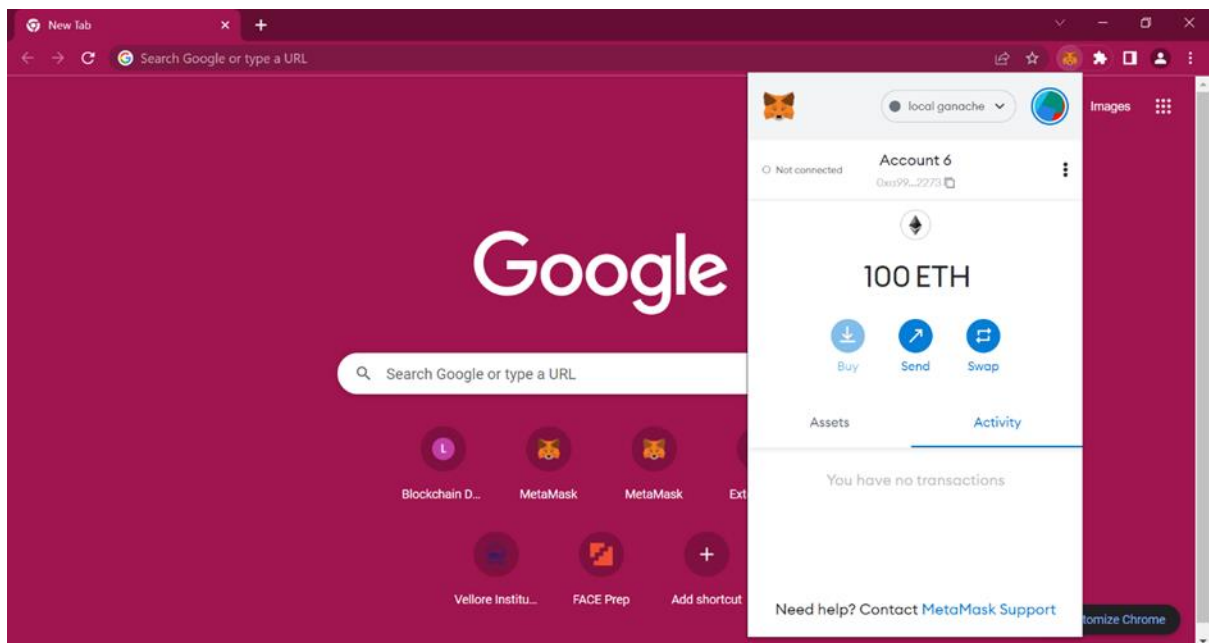 New Tab
Search Google or type a URL
local ganache
Images
Not connected
Account 6
Google
100 ETH
Search Google or type a URL
Buy Send Swap
Assets Activity
L
Blockchain D... MetaMask MetaMask Ext
You have no transactions
Vellore Institu... FACE Prep Add shortcut
Need help? Contact MetaMask Support
tomize Chrome